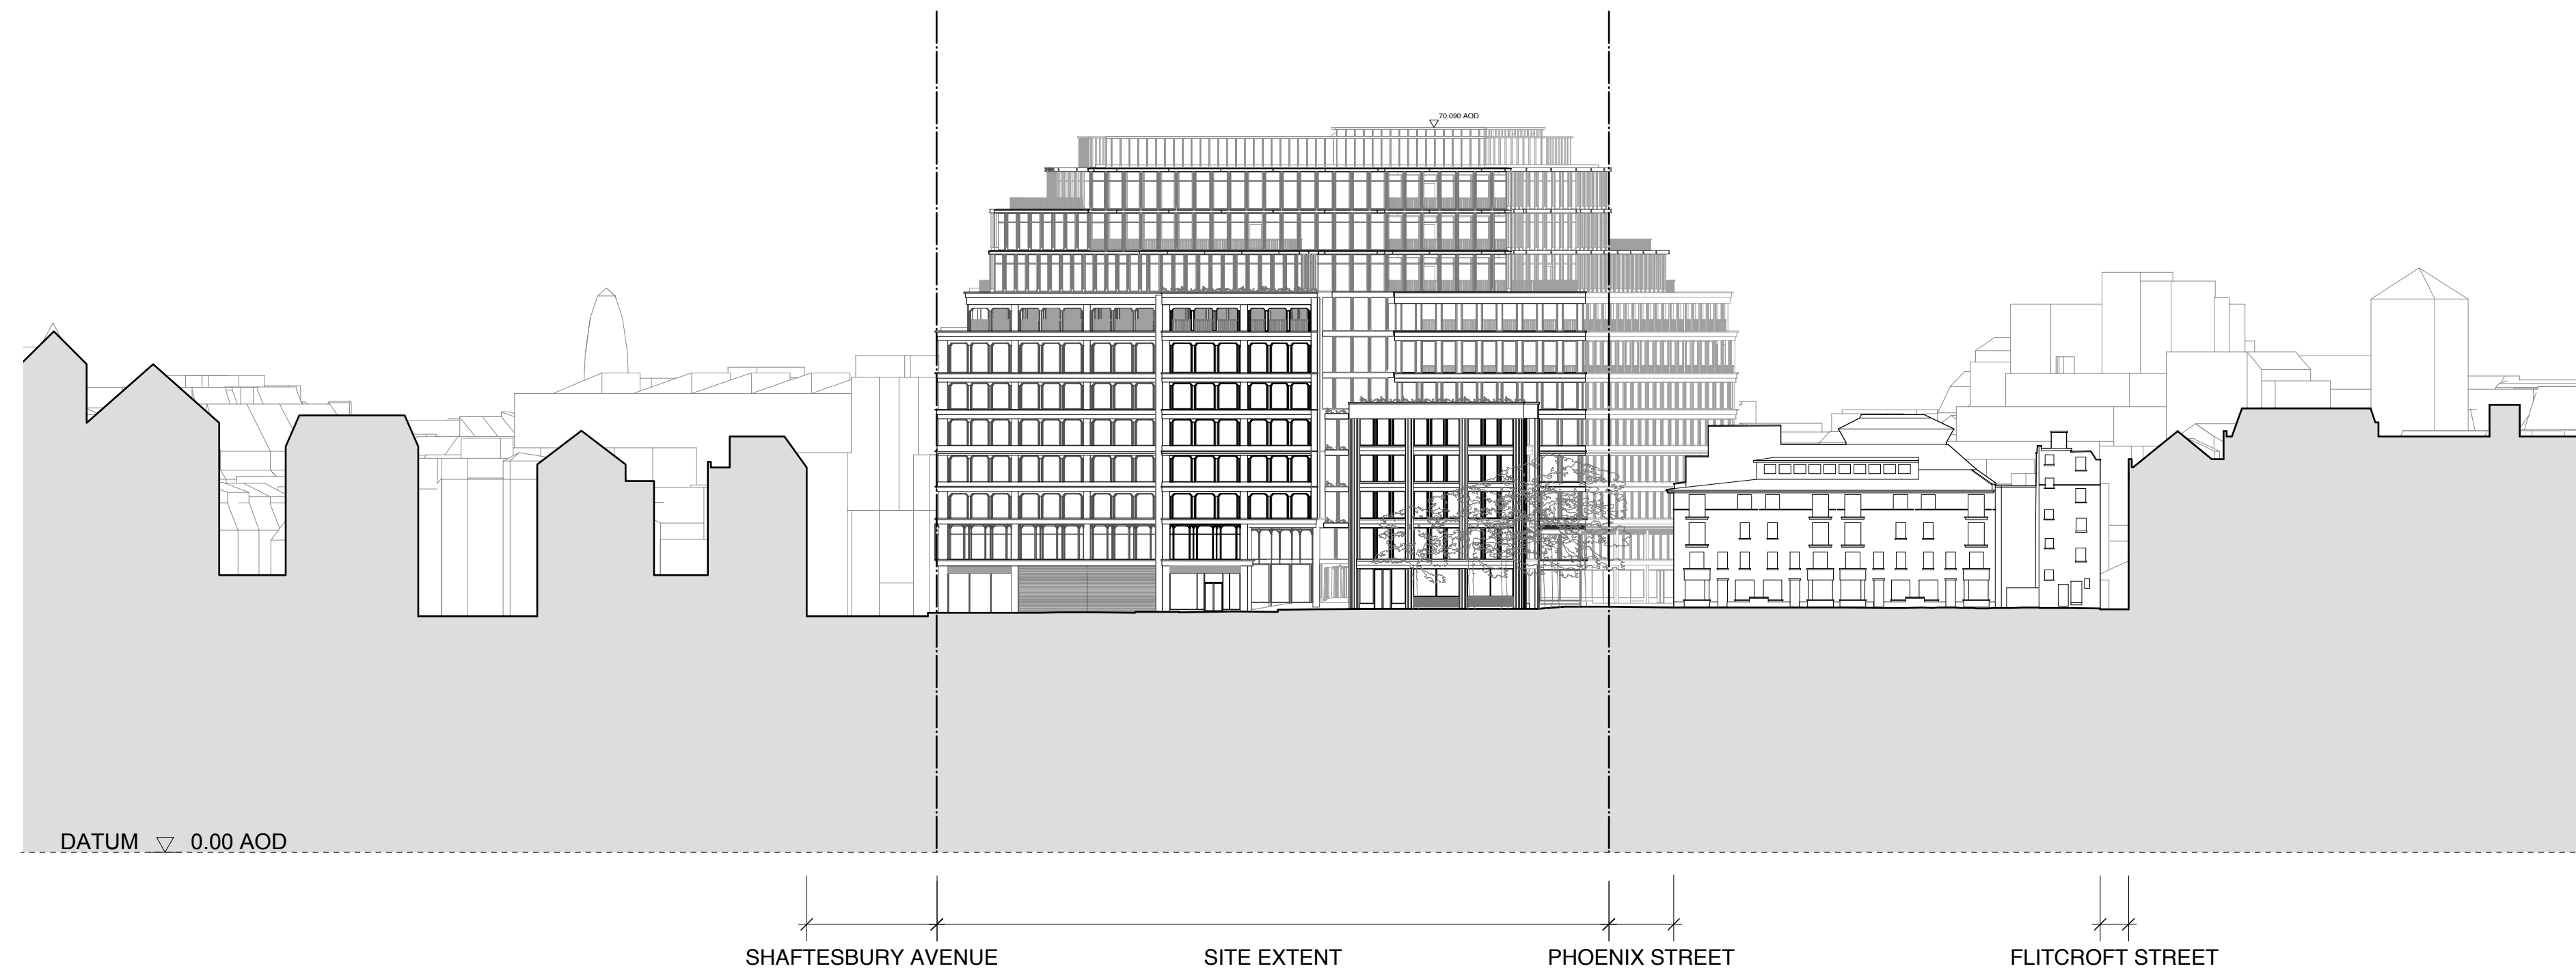 70.090 AOD
DATUM 0.00 AOD
SHAFTESBURY AVENUE SITE EXTENT PHOENIX STREET FLITCROFT STREET